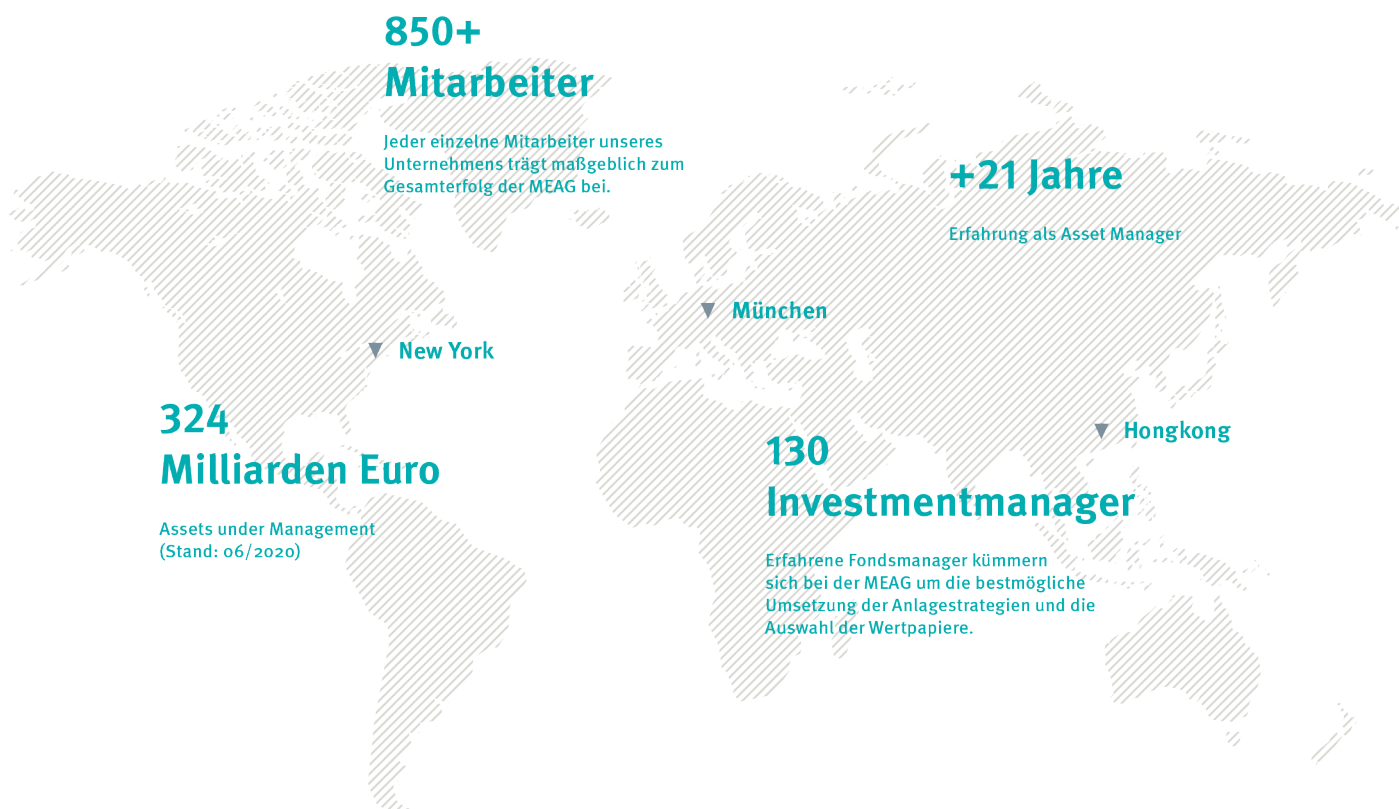 850+
Mitarbeiter
Jeder einzelne Mitarbeiter unseres
Unternehmens trägt maßgeblich zum
Gesamterfolg der MEAG bei.
+21 Jahre
Erfahrung als Asset Manager
München
New York
324
Milliarden Euro
Assets under Management
(Stand: 06/2020)
Hongkong
130
Investmentmanager
Erfahrene Fondsmanager kümmern
sich bei der MEAG um die bestmögliche
Umsetzung der Anlagestrategien und die
Auswahl der Wertpapiere.